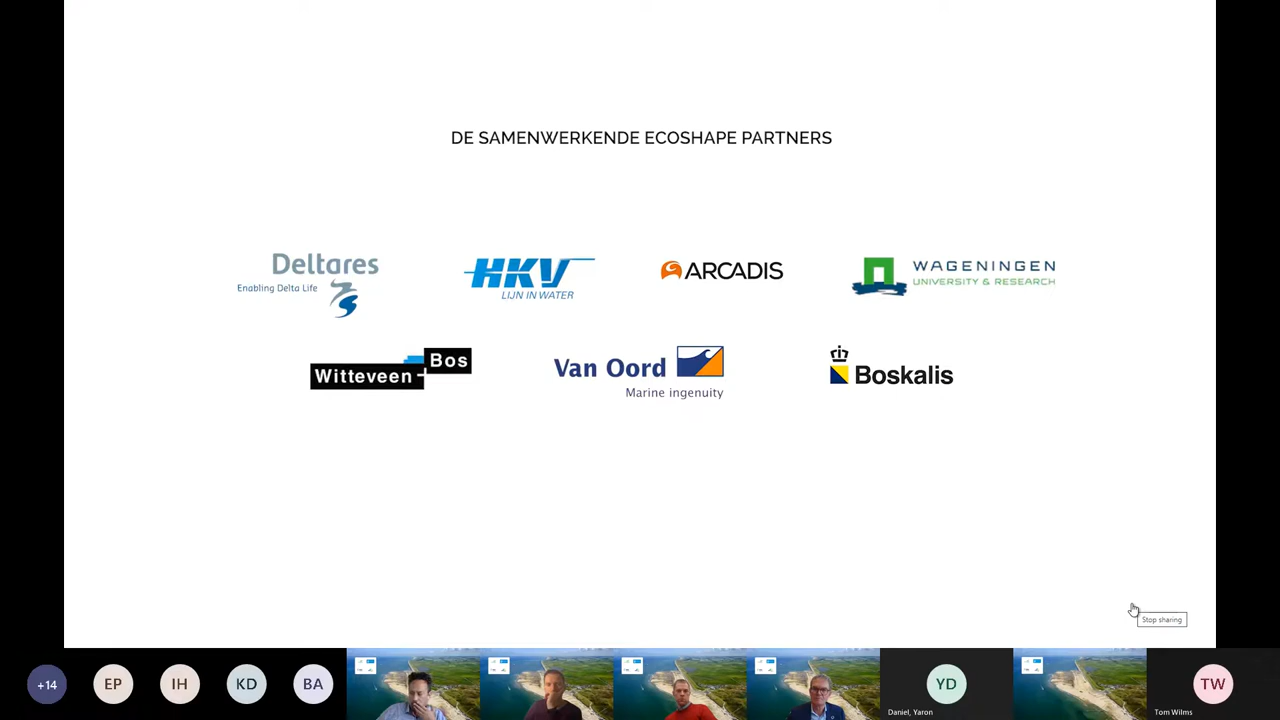 DE SAMENWERKENDE ECOSHAPE PARTNERS
Deltares
Enabling Delta Life
HKV
LIJN IN WATER
ARCADIS
WAGENINGEN
UNIVERSITY & RESEARCH
Witteveen + Bos
Van Oord
Marine ingenuity
Boskalis
Stop sharing
+14
EP
IH
KD
BA
YD
Daniel, Yaron
TW
Tom Wilms